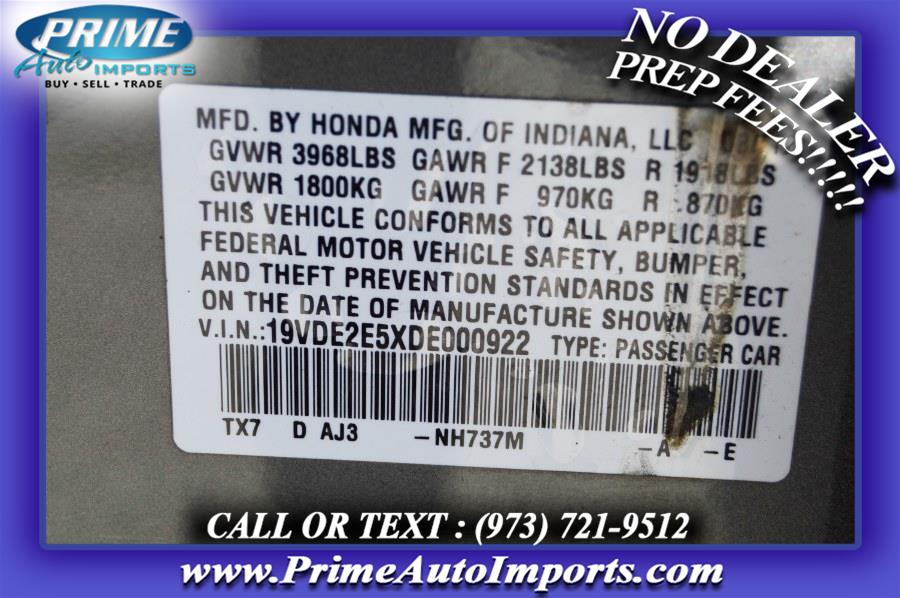 PRIME
Auto IMPORTS
BUY • SELL • TRADE
NO DEALER
PREP FEES!!!!!
MFD. BY HONDA MFG. OF INDIANA, LLC
GVWR 3968LBS GAWR F 2138LBS R 1918LBS
GVWR 1800KG GAWR F 970KG R 870KG
THIS VEHICLE CONFORMS TO ALL APPLICABLE
FEDERAL MOTOR VEHICLE SAFETY, BUMPER,
AND THEFT PREVENTION STANDARDS IN EFFECT
ON THE DATE OF MANUFACTURE SHOWN ABOVE.
V.I.N.:19VDE2E5XDE000922 TYPE: PASSENGER CAR
TX7 D AJ3 -NH737M -A -E
CALL OR TEXT : (973) 721-9512
www.PrimeAutoImports.com